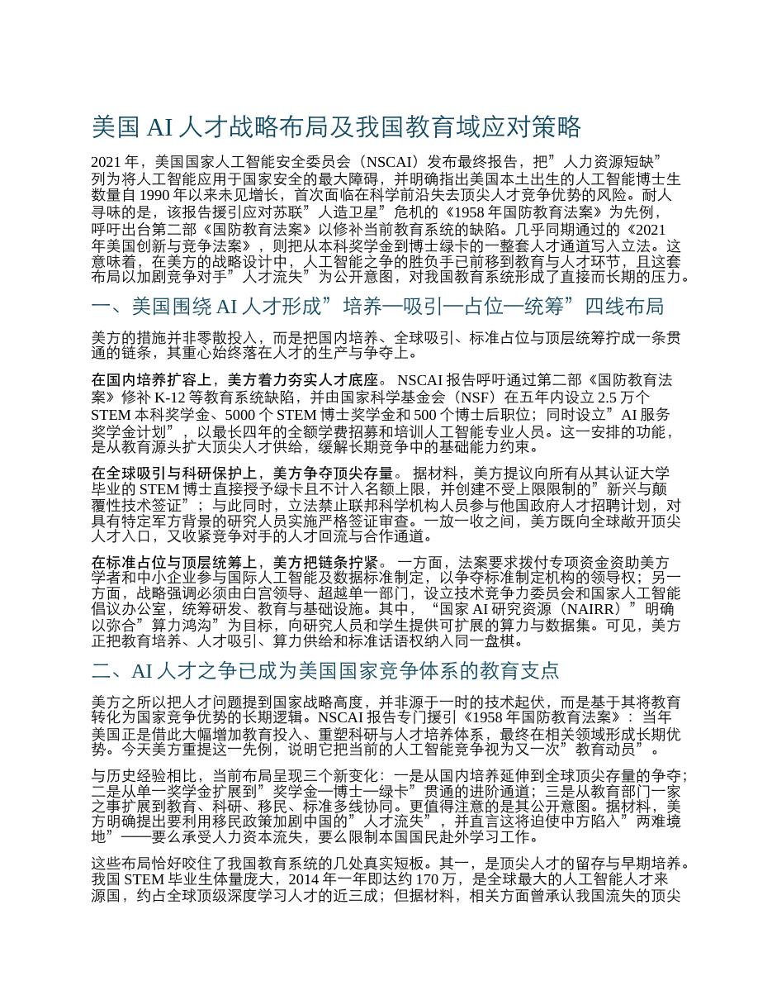 美国 AI 人才战略布局及我国教育域应对策略
2021 年，美国国家人工智能安全委员会（NSCAI）发布最终报告，把”人力资源短缺”
列为将人工智能应用于国家安全的最大障碍，并明确指出美国本土出生的人工智能博士生
数量自 1990 年以来未见增长，首次面临在科学前沿失去顶尖人才竞争优势的风险。耐人
寻味的是，该报告援引应对苏联”人造卫星”危机的《1958 年国防教育法案》为先例，
呼吁出台第二部《国防教育法案》以修补当前教育系统的缺陷。几乎同期通过的《2021
年美国创新与竞争法案》，则把从本科奖学金到博士绿卡的一整套人才通道写入立法。这
意味着，在美方的战略设计中，人工智能之争的胜负手已前移到教育与人才环节，且这套
布局以加剧竞争对手”人才流失”为公开意图，对我国教育系统形成了直接而长期的压力。
一、美国围绕 AI 人才形成”培养—吸引—占位—统筹”四线布局
美方的措施并非零散投入，而是把国内培养、全球吸引、标准占位与顶层统筹拧成一条贯
通的链条，其重心始终落在人才的生产与争夺上。
在国内培养扩容上，美方着力夯实人才底座。 NSCAI 报告呼吁通过第二部《国防教育法
案》修补 K-12 等教育系统缺陷，并由国家科学基金会（NSF）在五年内设立 2.5 万个
STEM 本科奖学金、5000 个 STEM 博士奖学金和 500 个博士后职位；同时设立”AI 服务
奖学金计划”，以最长四年的全额学费招募和培训人工智能专业人员。这一安排的功能，
是从教育源头扩大顶尖人才供给，缓解长期竞争中的基础能力约束。
在全球吸引与科研保护上，美方争夺顶尖存量。 据材料，美方提议向所有从其认证大学
毕业的 STEM 博士直接授予绿卡且不计入名额上限，并创建不受上限限制的”新兴与颠
覆性技术签证”；与此同时，立法禁止联邦科学机构人员参与他国政府人才招聘计划，对
具有特定军方背景的研究人员实施严格签证审查。一放一收之间，美方既向全球敞开顶尖
人才入口，又收紧竞争对手的人才回流与合作通道。
在标准占位与顶层统筹上，美方把链条拧紧。 一方面，法案要求拨付专项资金资助美方
学者和中小企业参与国际人工智能及数据标准制定，以争夺标准制定机构的领导权；另一
方面，战略强调必须由白宫领导、超越单一部门，设立技术竞争力委员会和国家人工智能
倡议办公室，统筹研发、教育与基础设施。其中，“国家 AI 研究资源（NAIRR）”明确
以弥合”算力鸿沟”为目标，向研究人员和学生提供可扩展的算力与数据集。可见，美方
正把教育培养、人才吸引、算力供给和标准话语权纳入同一盘棋。
二、AI 人才之争已成为美国国家竞争体系的教育支点
美方之所以把人才问题提到国家战略高度，并非源于一时的技术起伏，而是基于其将教育
转化为国家竞争优势的长期逻辑。NSCAI 报告专门援引《1958 年国防教育法案》：当年
美国正是借此大幅增加教育投入、重塑科研与人才培养体系，最终在相关领域形成长期优
势。今天美方重提这一先例，说明它把当前的人工智能竞争视为又一次”教育动员”。
与历史经验相比，当前布局呈现三个新变化：一是从国内培养延伸到全球顶尖存量的争夺；
二是从单一奖学金扩展到”奖学金—博士—绿卡”贯通的进阶通道；三是从教育部门一家
之事扩展到教育、科研、移民、标准多线协同。更值得注意的是其公开意图。据材料，美
方明确提出要利用移民政策加剧中国的”人才流失”，并直言这将迫使中方陷入”两难境
地”——要么承受人力资本流失，要么限制本国国民赴外学习工作。
这些布局恰好咬住了我国教育系统的几处真实短板。其一，是顶尖人才的留存与早期培养。
我国 STEM 毕业生体量庞大，2014 年一年即达约 170 万，是全球最大的人工智能人才来
源国，约占全球顶级深度学习人才的近三成；但据材料，相关方面曾承认我国流失的顶尖